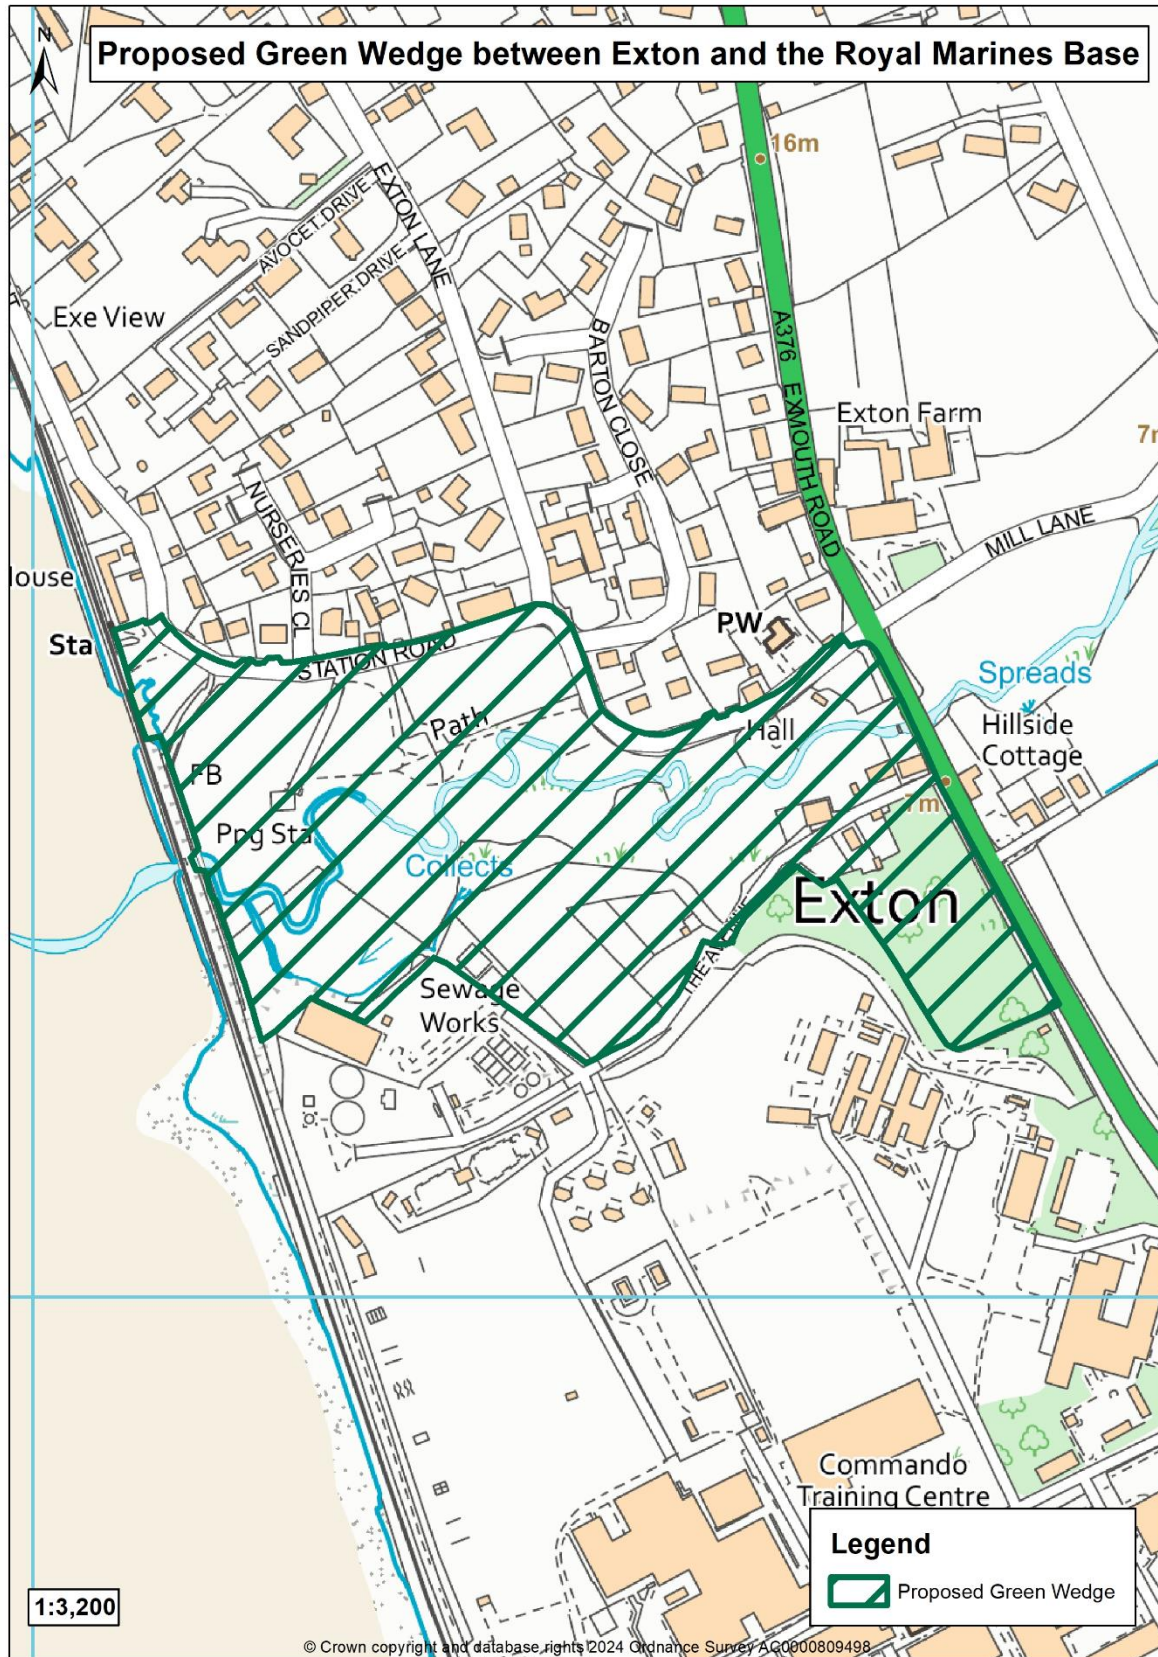 N
Proposed Green Wedge between Exton and the Royal Marines Base
16m
EXTON LANE
AVOCET DRIVE
SANDPIPER DRIVE
Exe View
BARTON CLOSE
A376 EXMOUTH ROAD
Exton Farm
NURSERIES CL
MILL LANE
PW
Sta
STATION ROAD
Spreads
Path
Hall
Hillside
Cottage
FB
7m
Png Sta
Collects
Exton
THE AVENUE
Sewage
Works
Commando
Training Centre
Legend
Proposed Green Wedge
1:3,200
© Crown copyright and database rights 2024 Ordnance Survey AC0000809498